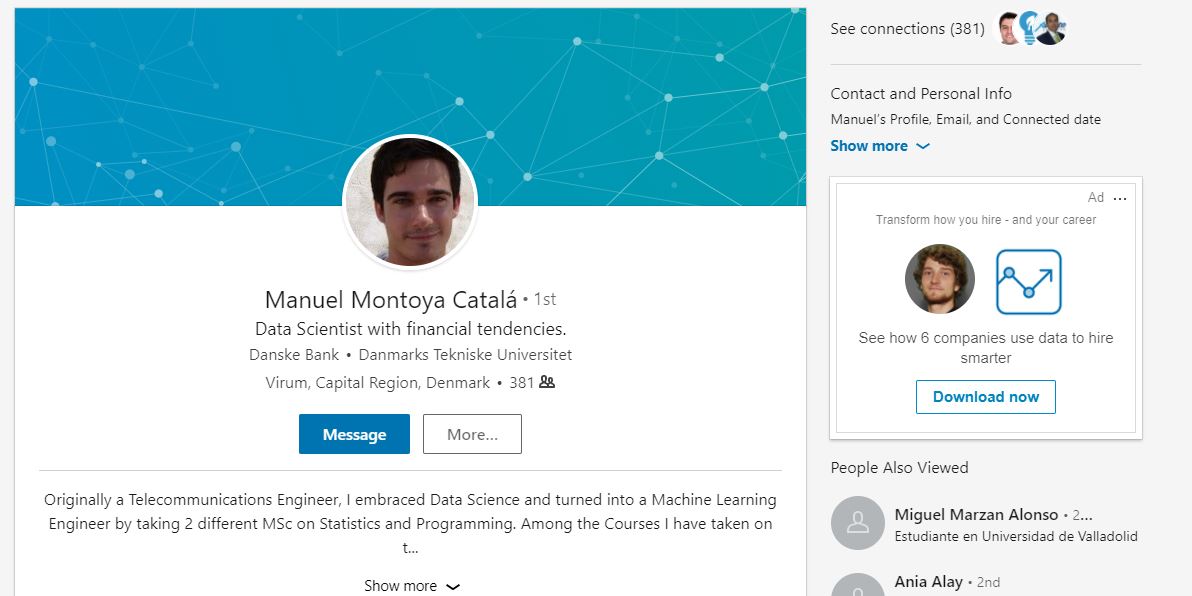 Manuel Montoya Catalá • 1st
Data Scientist with financial tendencies.
Danske Bank • Danmarks Tekniske Universitet
Virum, Capital Region, Denmark • 381
Message
More...
Originally a Telecommunications Engineer, I embraced Data Science and turned into a Machine Learning
Engineer by taking 2 different MSc on Statistics and Programming. Among the Courses I have taken on
t...
Show more
See connections (381)
Contact and Personal Info
Manuel's Profile, Email, and Connected date
Show more
Ad ...
Transform how you hire - and your career
See how 6 companies use data to hire
smarter
Download now
People Also Viewed
Miguel Marzan Alonso • 2...
Estudiante en Universidad de Valladolid
Ania Alay • 2nd